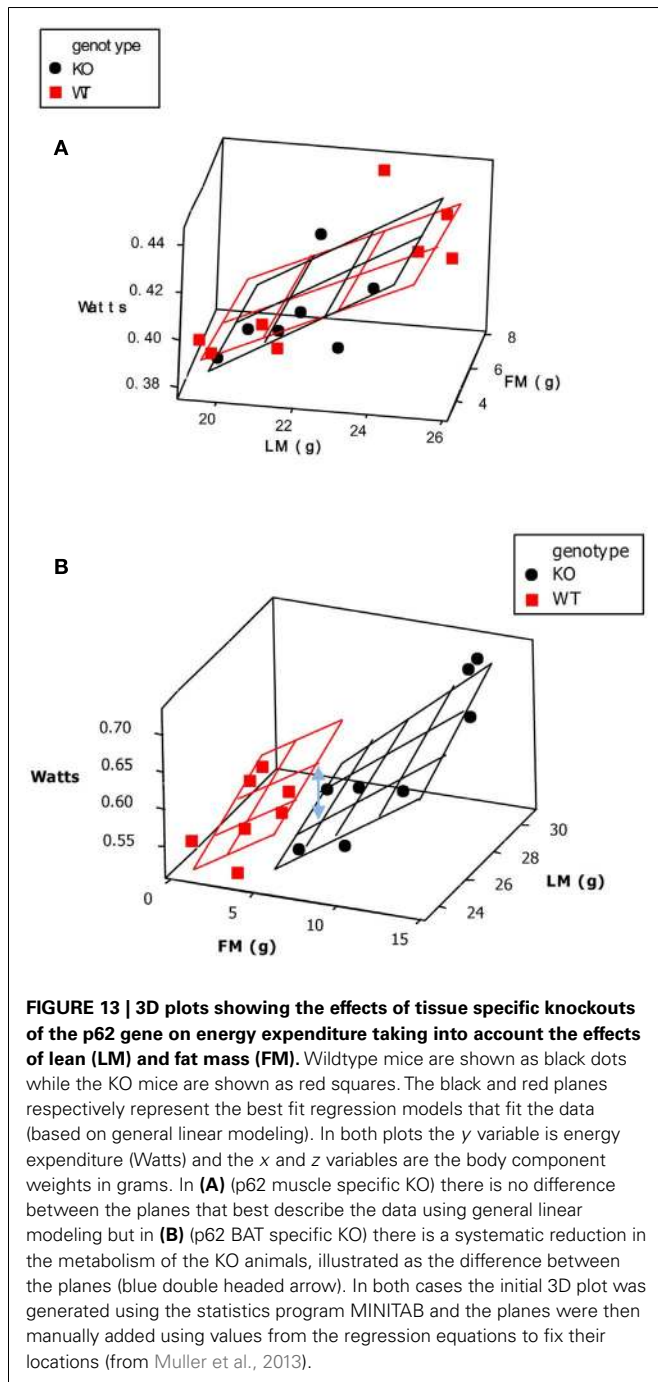 genotype
KO
WT
A
0.44
0.42
Watts
0.40
0.38
20
22
24
26
LM (g)
4
6
8
FM (g)
B
genotype
KO
WT
0.70
0.65
Watts
0.60
0.55
0
5
10
15
FM (g)
24
26
28
30
LM (g)
FIGURE 13 | 3D plots showing the effects of tissue specific knockouts
of the p62 gene on energy expenditure taking into account the effects
of lean (LM) and fat mass (FM). Wildtype mice are shown as black dots
while the KO mice are shown as red squares. The black and red planes
respectively represent the best fit regression models that fit the data
(based on general linear modeling). In both plots the y variable is energy
expenditure (Watts) and the x and z variables are the body component
weights in grams. In (A) (p62 muscle specific KO) there is no difference
between the planes that best describe the data using general linear
modeling but in (B) (p62 BAT specific KO) there is a systematic reduction in
the metabolism of the KO animals, illustrated as the difference between
the planes (blue double headed arrow). In both cases the initial 3D plot was
generated using the statistics program MINITAB and the planes were then
manually added using values from the regression equations to fix their
locations (from Muller et al., 2013).